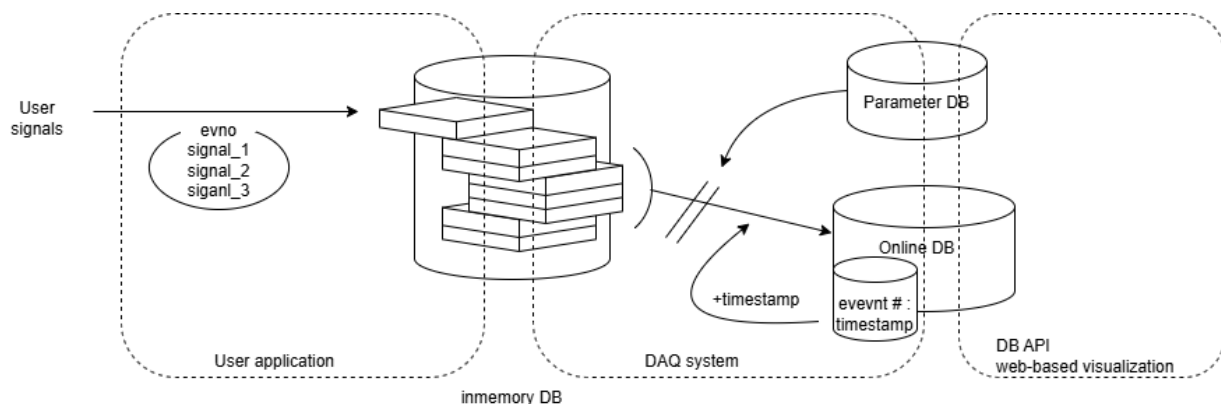 User
signals
evno
signal_1
signal_2
siganl_3
User application
inmemory DB
+timestamp
DAQ system
Parameter DB
Online DB
evevnt # :
timestamp
DB API
web-based visualization